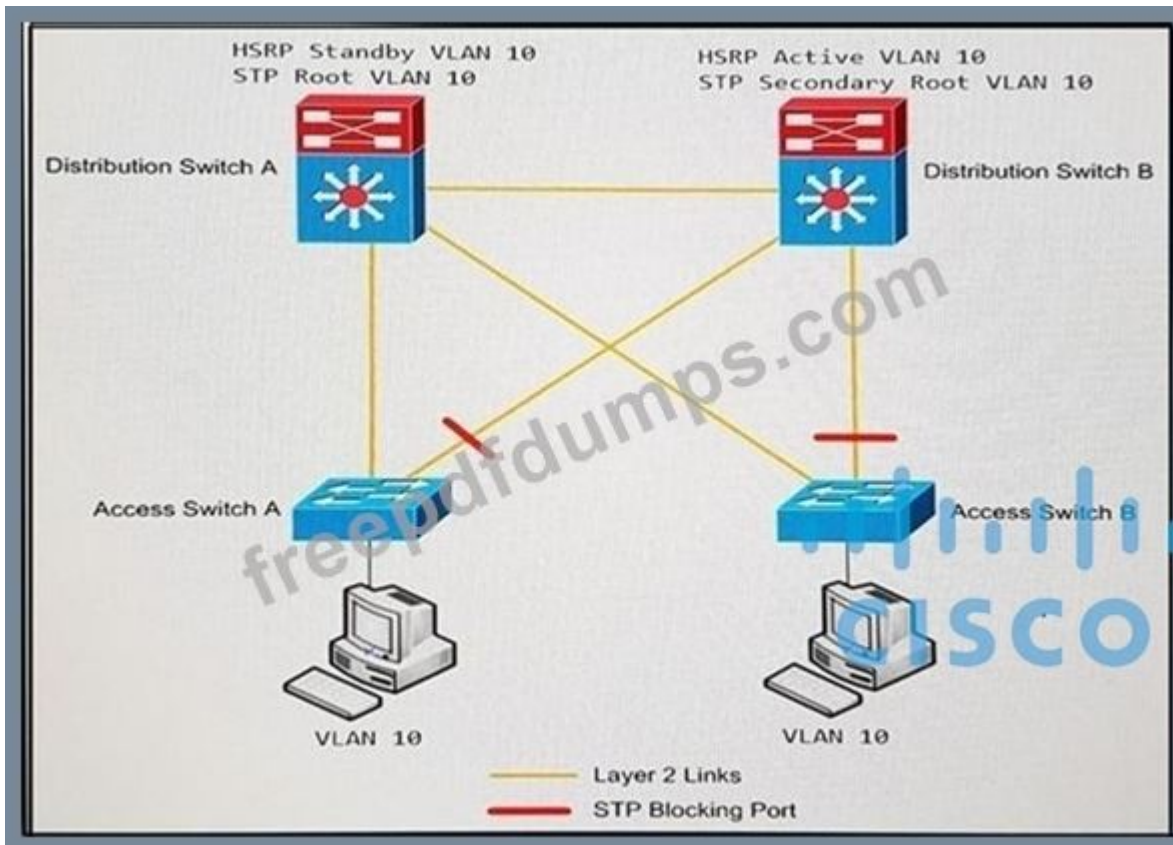 HSRP Standby VLAN 10
STP Root VLAN 10
HSRP Active VLAN 10
STP Secondary Root VLAN 10
Distribution Switch A
Distribution Switch B
freepdfdumps.com
Access Switch A
Access Switch B
CISCO
VLAN 10
VLAN 10
Layer 2 Links
STP Blocking Port